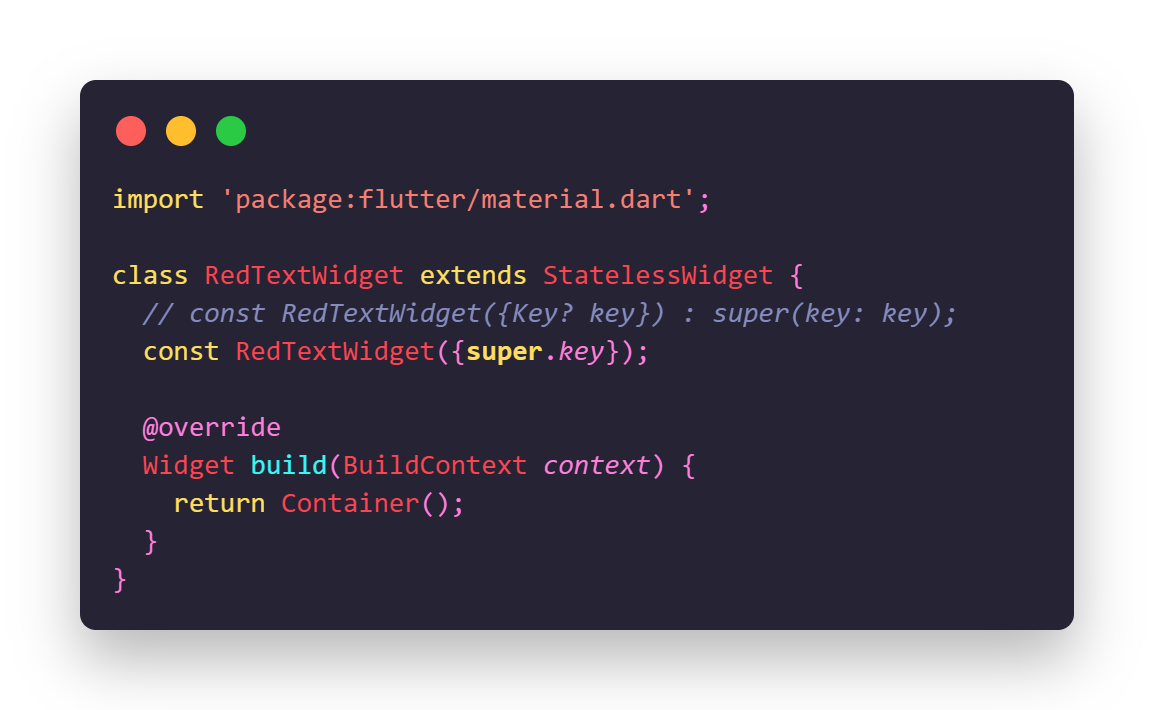 import 'package:flutter/material.dart';
class RedTextWidget extends StatelessWidget {
  // const RedTextWidget({Key? key}) : super(key: key);
  const RedTextWidget({super.key});
  @override
  Widget build(BuildContext context) {
    return Container();
  }
}